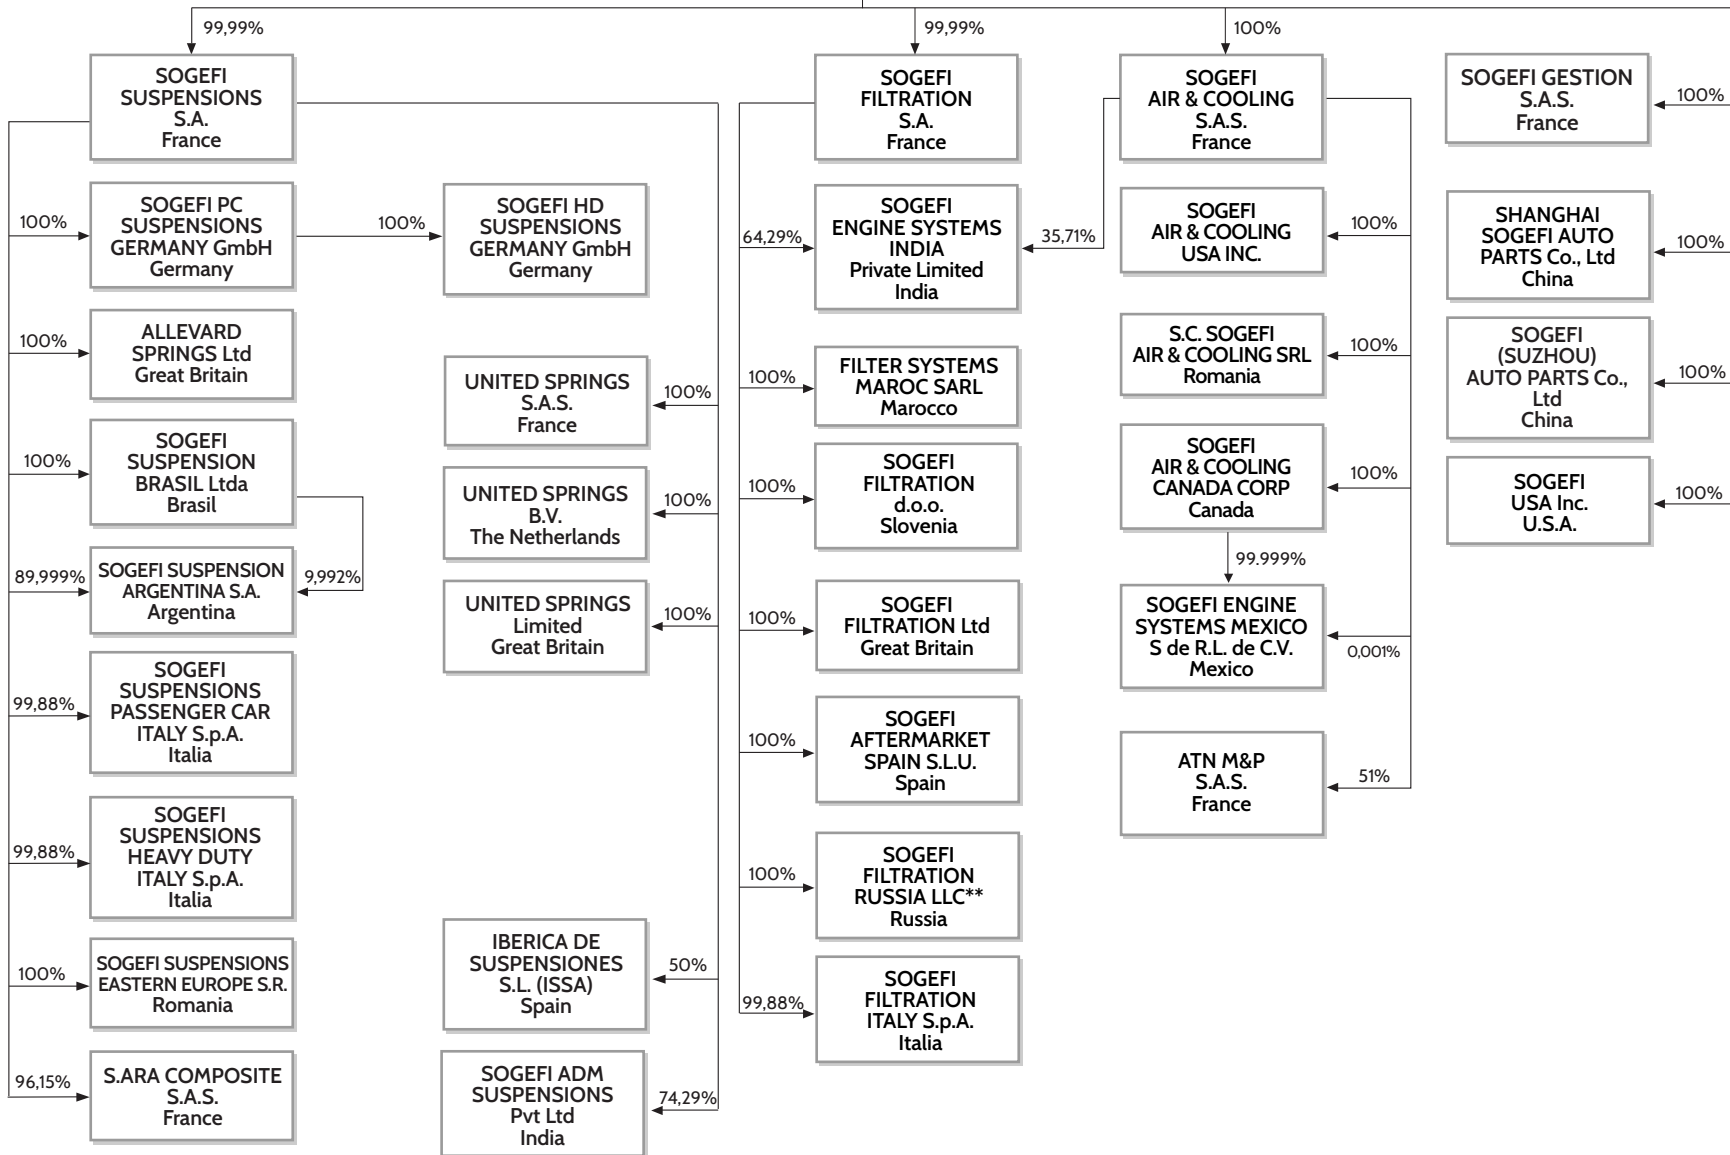 99,99%
99,99%
100%
SOGEFI
SUSPENSIONS
S.A.
France
SOGEFI
FILTRATION
S.A.
France
SOGEFI
AIR & COOLING
S.A.S.
France
SOGEFI GESTION
S.A.S.
France
100%
100%
SOGEFI PC
SUSPENSIONS
GERMANY GmbH
Germany
100%
SOGEFI HD
SUSPENSIONS
GERMANY GmbH
Germany
64,29%
SOGEFI
ENGINE SYSTEMS
INDIA
Private Limited
India
35,71%
SOGEFI
AIR & COOLING
USA INC.
100%
SHANGHAI
SOGEFI AUTO
PARTS Co., Ltd
China
100%
100%
ALLEVARD
SPRINGS Ltd
Great Britain
UNITED SPRINGS
S.A.S.
France
100%
100%
FILTER SYSTEMS
MAROC SARL
Marocco
S.C. SOGEFI
AIR & COOLING SRL
Romania
100%
SOGEFI
(SUZHOU)
AUTO PARTS Co.,
Ltd
China
100%
100%
SOGEFI
SUSPENSION
BRASIL Ltda
Brasil
UNITED SPRINGS
B.V.
The Netherlands
100%
100%
SOGEFI
FILTRATION
d.o.o.
Slovenia
SOGEFI
AIR & COOLING
CANADA CORP
Canada
100%
SOGEFI
USA Inc.
U.S.A.
100%
99.999%
89,999%
SOGEFI SUSPENSION
ARGENTINA S.A.
Argentina
9,992%
UNITED SPRINGS
Limited
Great Britain
100%
100%
SOGEFI
FILTRATION Ltd
Great Britain
SOGEFI ENGINE
SYSTEMS MEXICO
S de R.L. de C.V.
Mexico
0,001%
99,88%
SOGEFI
SUSPENSIONS
PASSENGER CAR
ITALY S.p.A.
Italia
100%
SOGEFI
AFTERMARKET
SPAIN S.L.U.
Spain
ATN M&P
S.A.S.
France
51%
99,88%
SOGEFI
SUSPENSIONS
HEAVY DUTY
ITALY S.p.A.
Italia
100%
SOGEFI
FILTRATION
RUSSIA LLC**
Russia
100%
SOGEFI SUSPENSIONS
EASTERN EUROPE S.R.
Romania
IBERICA DE
SUSPENSIONES
S.L. (ISSA)
Spain
50%
99,88%
SOGEFI
FILTRATION
ITALY S.p.A.
Italia
96,15%
S.ARA COMPOSITE
S.A.S.
France
SOGEFI ADM
SUSPENSIONS
Pvt Ltd
India
74,29%